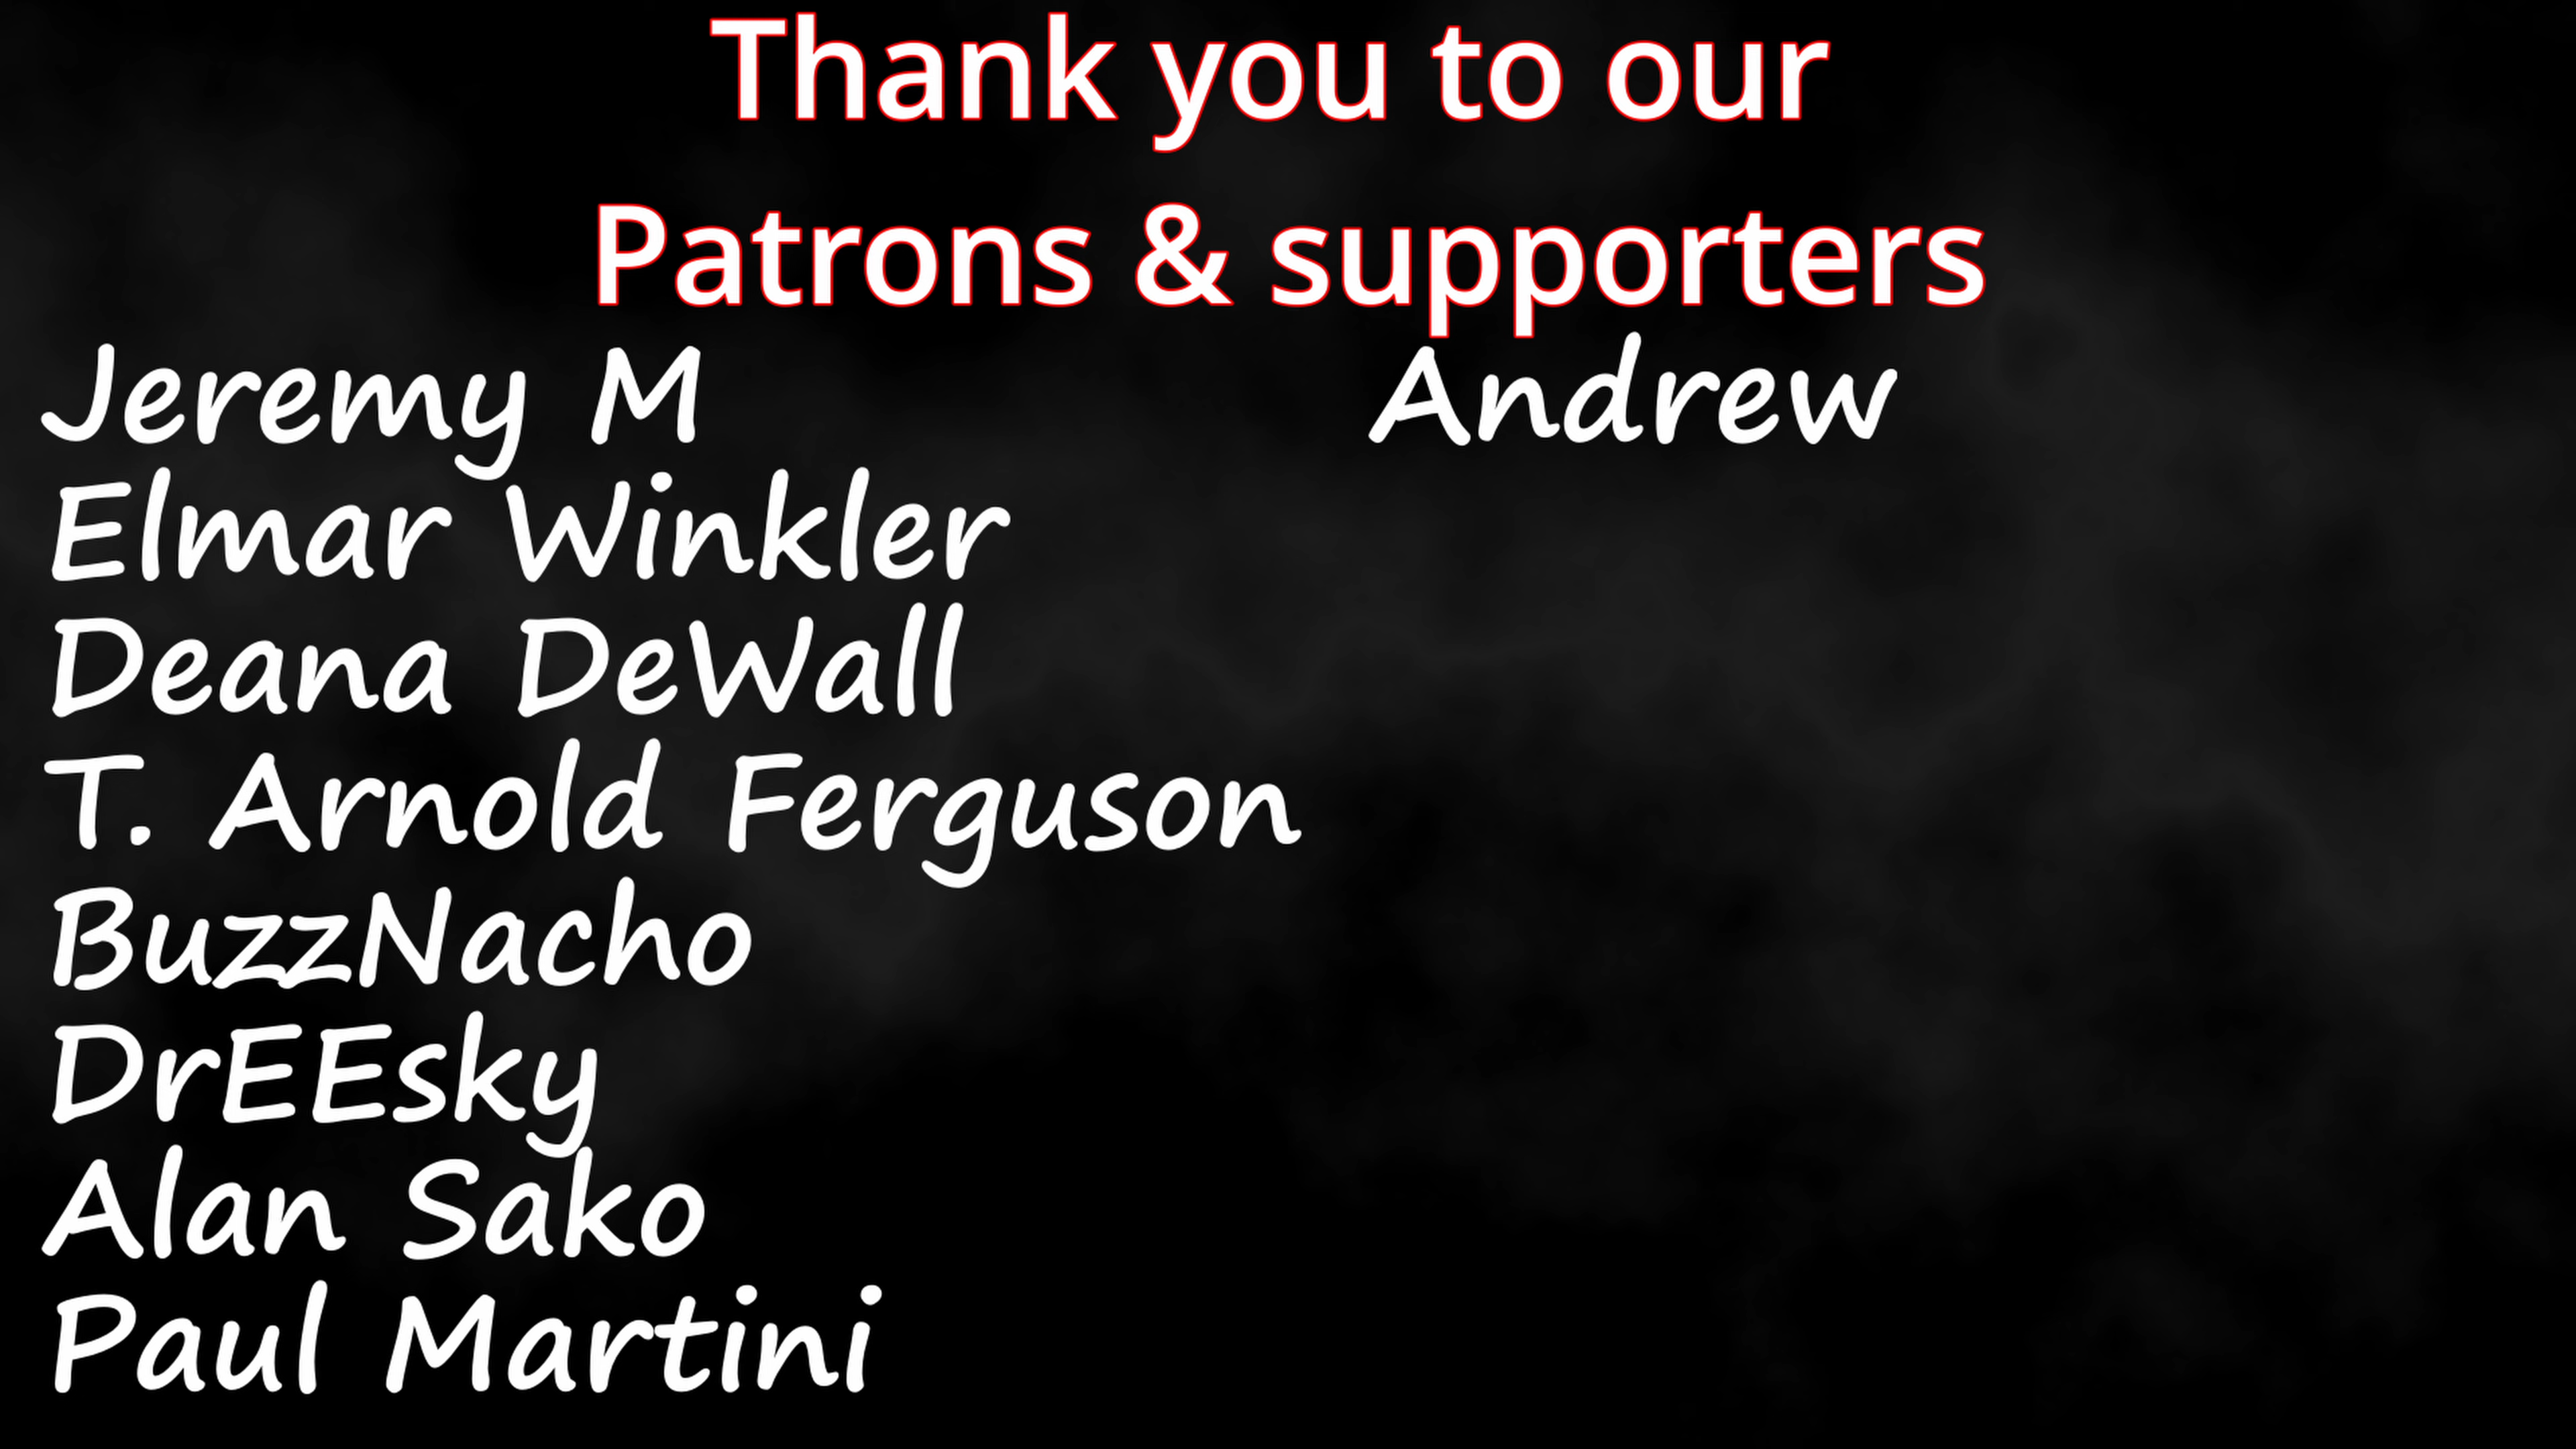 Thank you to our
Patrons & supporters
Jeremy M
Elmar Winkler
Deana DeWall
T. Arnold Ferguson
BuzzNacho
DrEEsky
Alan Sako
Paul Martini
Andrew